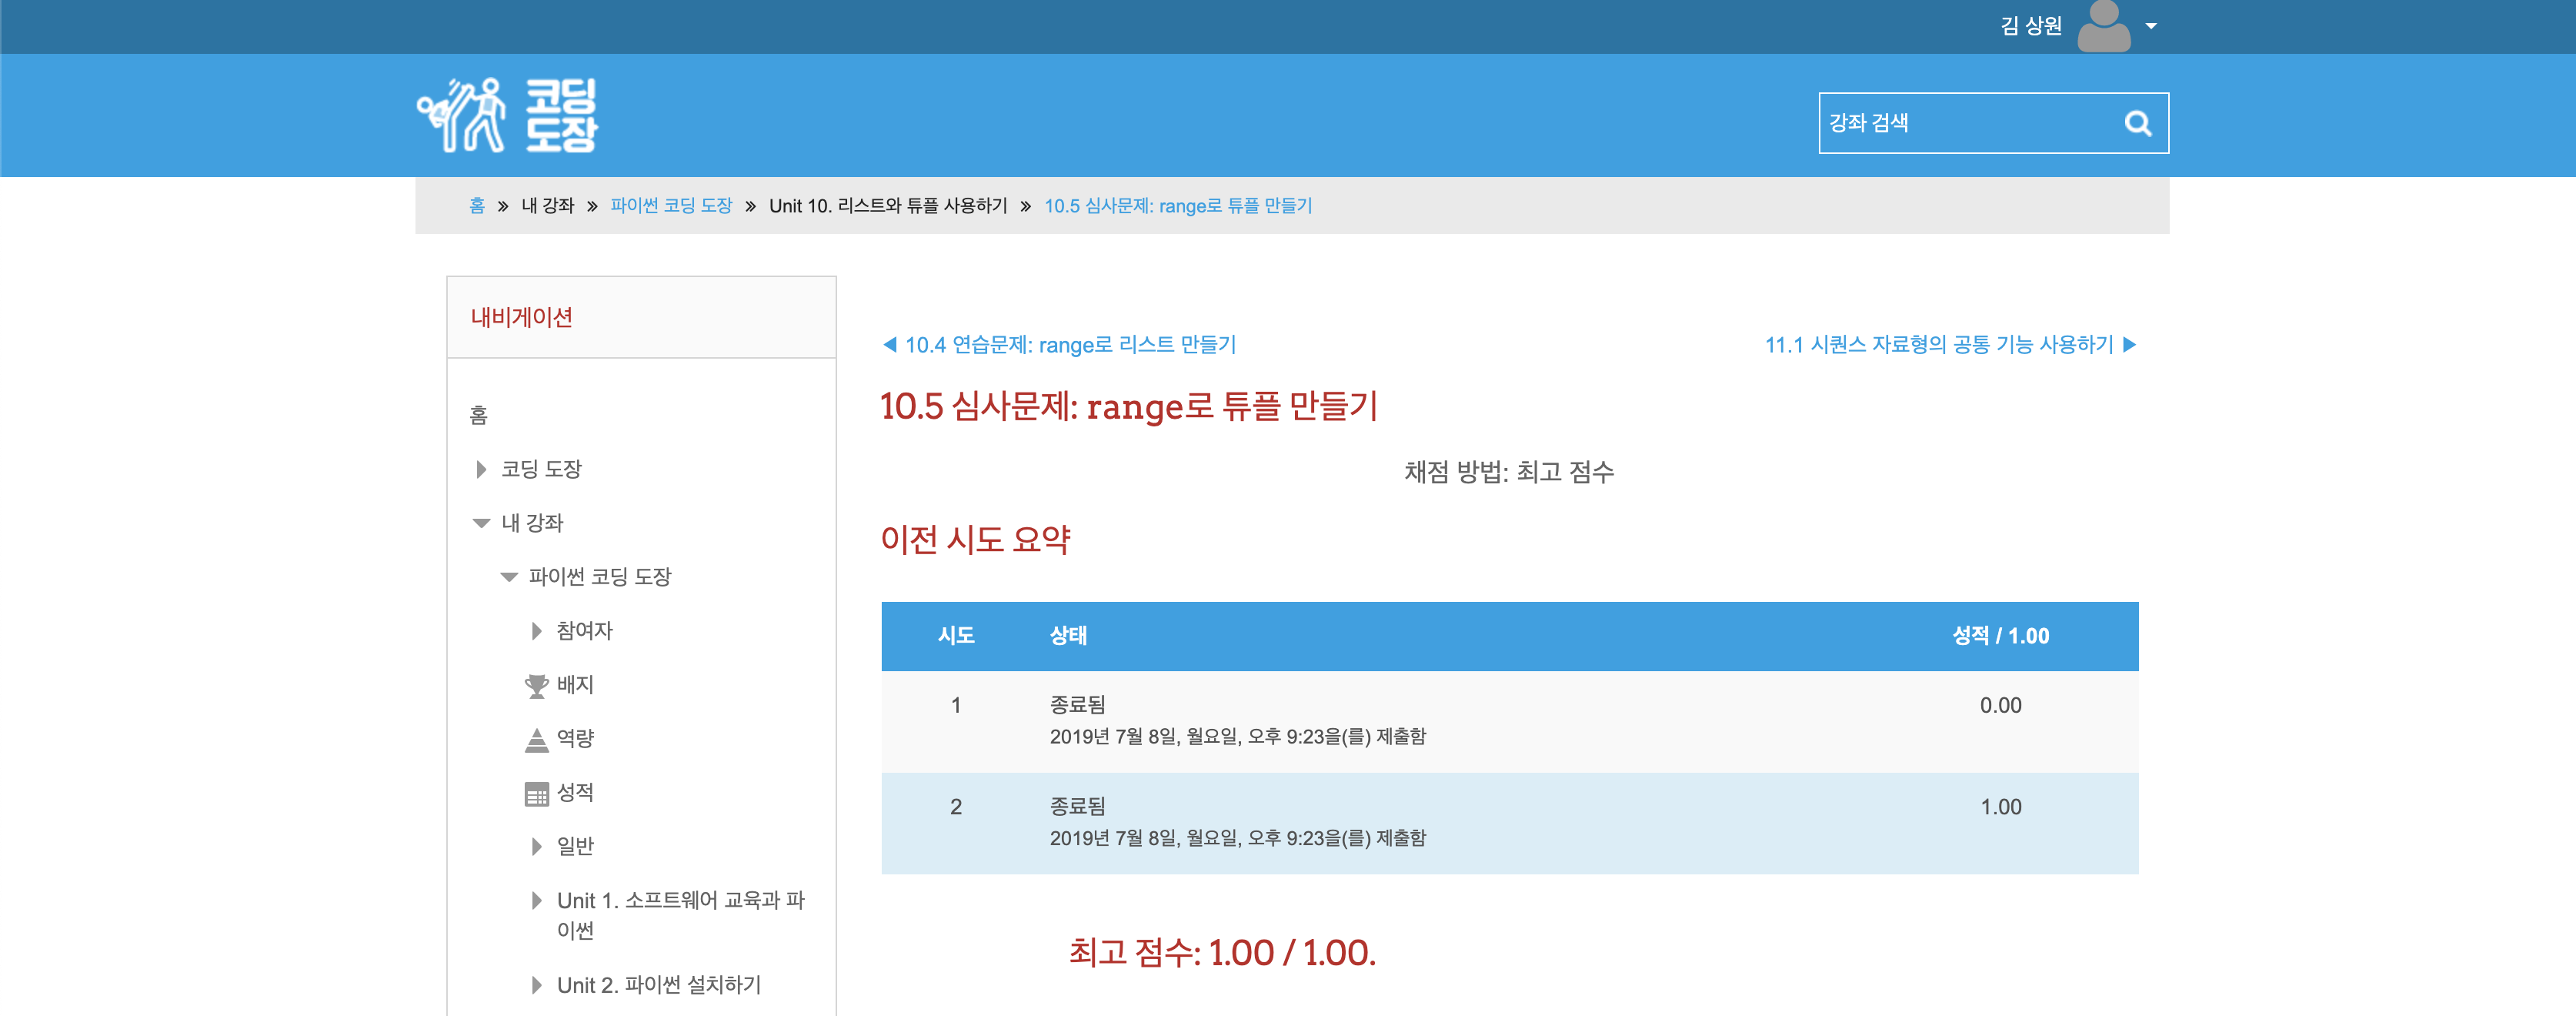 김 상원
코딩
도장
강좌 검색
홈 » 내 강좌 » 파이썬 코딩 도장 » Unit 10. 리스트와 튜플 사용하기 » 10.5 심사문제: range로 튜플 만들기
내비게이션
홈
코딩 도장
내 강좌
파이썬 코딩 도장
참여자
배지
역량
성적
일반
Unit 1. 소프트웨어 교육과 파
이썬
Unit 2. 파이썬 설치하기
◀ 10.4 연습문제: range로 리스트 만들기
11.1 시퀀스 자료형의 공통 기능 사용하기 ▶
10.5 심사문제: range로 튜플 만들기
채점 방법: 최고 점수
이전 시도 요약
시도 상태 성적 / 1.00
1 종료됨 0.00
2019년 7월 8일, 월요일, 오후 9:23을(를) 제출함
2 종료됨 1.00
2019년 7월 8일, 월요일, 오후 9:23을(를) 제출함
최고 점수: 1.00 / 1.00.